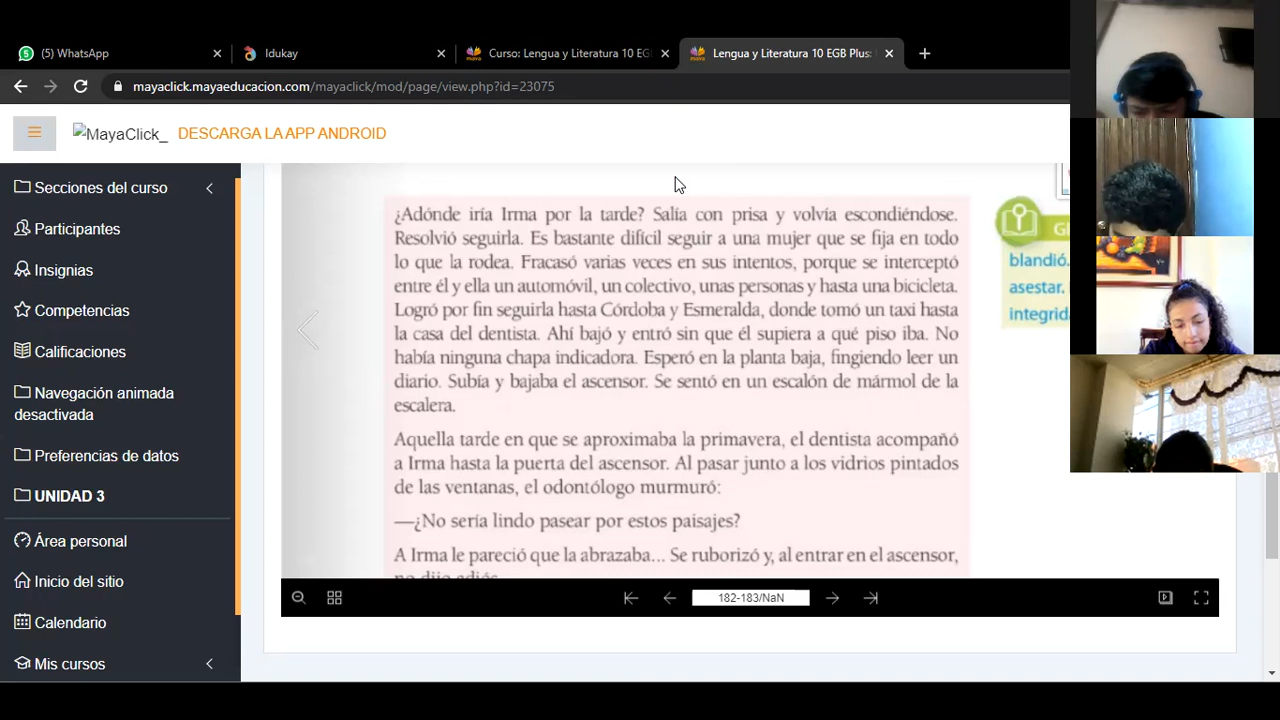 (5) WhatsApp
Idukay
Curso: Lengua y Literatura 10 EGB
Lengua y Literatura 10 EGB Plus:
mayaclick.mayaeducacion.com/mayaclick/mod/page/view.php?id=23075
MayaClick_
DESCARGA LA APP ANDROID
Secciones del curso
Participantes
Insignias
Competencias
Calificaciones
Navegación animada
desactivada
Preferencias de datos
UNIDAD 3
Área personal
Inicio del sitio
Calendario
Mis cursos
¿Adónde iría Irma por la tarde? Salía con prisa y volvía escondiéndose.
Resolvió seguirla. Es bastante difícil seguir a una mujer que se fija en todo
lo que la rodea. Fracasó varias veces en sus intentos, porque se interceptó
entre él y ella un automóvil, un colectivo, unas personas y hasta una bicicleta.
Logró por fin seguirla hasta Córdoba y Esmeralda, donde tomó un taxi hasta
la casa del dentista. Ahí bajó y entró sin que él supiera a qué piso iba. No
había ninguna chapa indicadora. Esperó en la planta baja, fingiendo leer un
diario. Subía y bajaba el ascensor. Se sentó en un escalón de mármol de la
escalera.
Aquella tarde en que se aproximaba la primavera, el dentista acompañó
a Irma hasta la puerta del ascensor. Al pasar junto a los vidrios pintados
de las ventanas, el odontólogo murmuró:
—¿No sería lindo pasear por estos paisajes?
A Irma le pareció que la abrazaba... Se ruborizó y, al entrar en el ascensor,
no dijo adiós
Gl
blandió.
asestar.
integrid
182-183/NaN